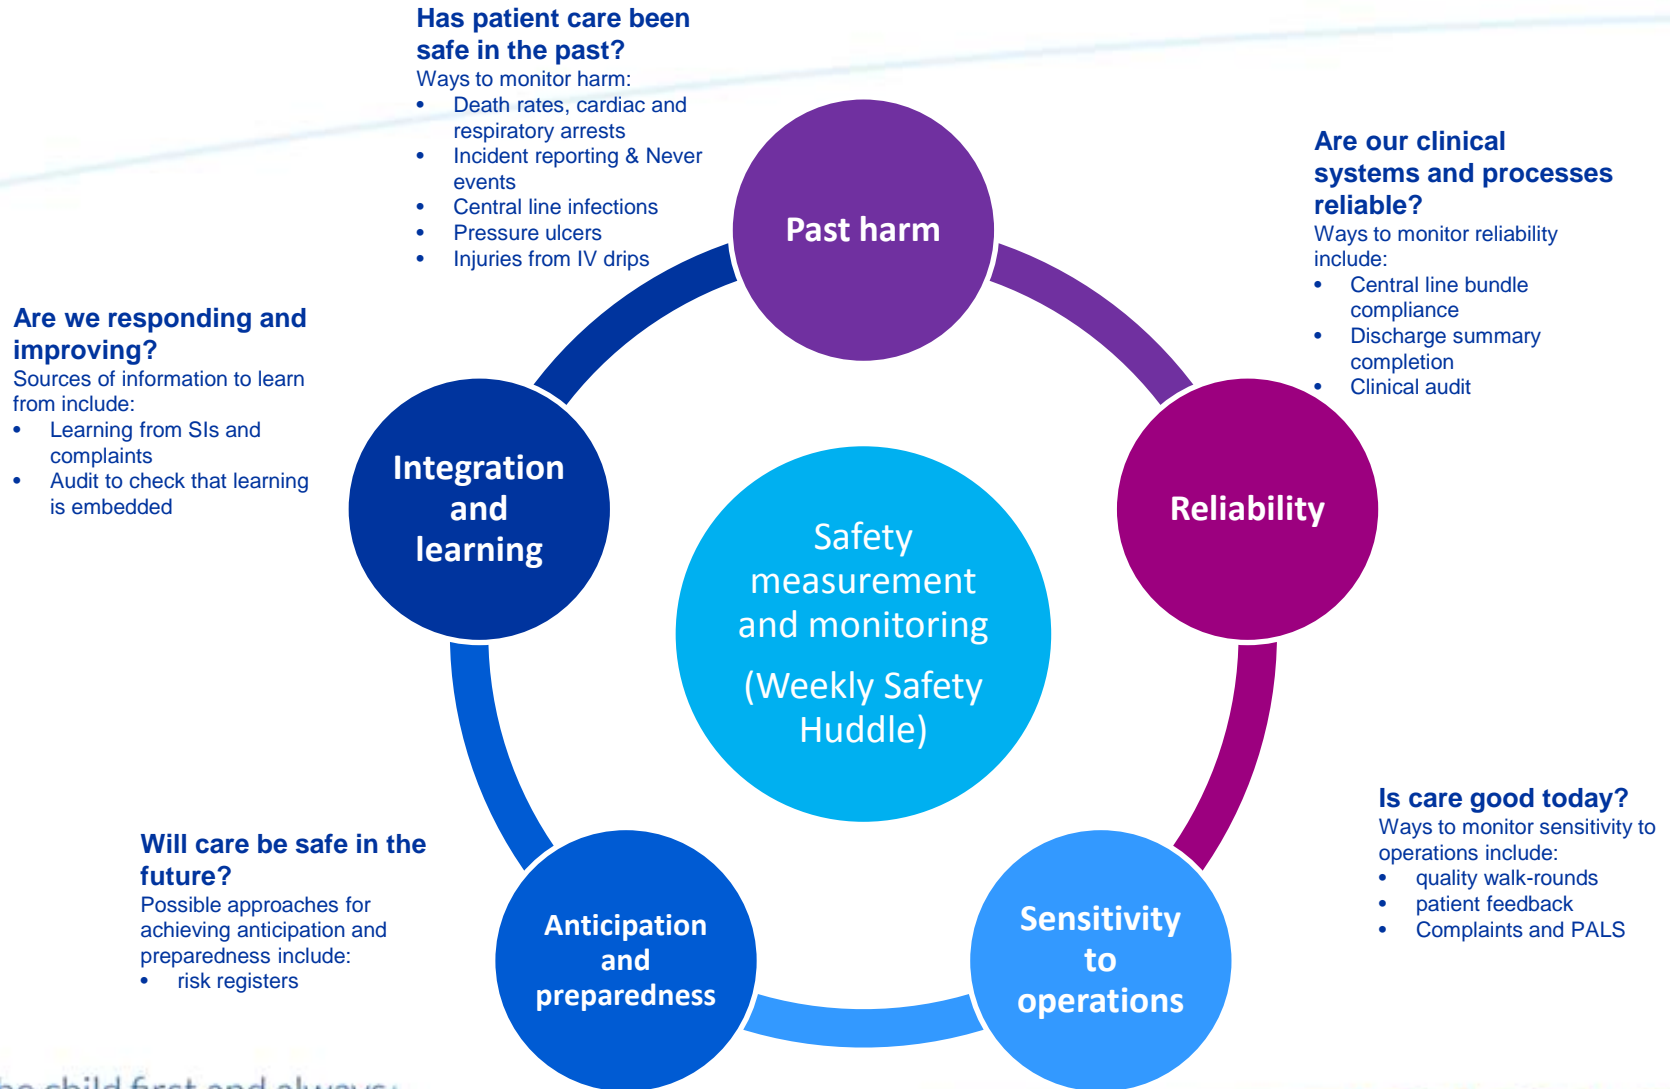 Has patient care been
safe in the past?
Ways to monitor harm:
• Death rates, cardiac and
respiratory arrests
• Incident reporting & Never
events
• Central line infections
• Pressure ulcers
• Injuries from IV drips
Past harm
Are our clinical
systems and processes
reliable?
Ways to monitor reliability
include:
• Central line bundle
compliance
• Discharge summary
completion
• Clinical audit
Are we responding and
improving?
Sources of information to learn
from include:
• Learning from SIs and
complaints
• Audit to check that learning
is embedded
Integration
and
learning
Reliability
Safety
measurement
and monitoring
(Weekly Safety
Huddle)
Is care good today?
Ways to monitor sensitivity to
operations include:
• quality walk-rounds
• patient feedback
• Complaints and PALS
Will care be safe in the
future?
Possible approaches for
achieving anticipation and
preparedness include:
• risk registers
Anticipation
and
preparedness
Sensitivity
to
operations
child first and always